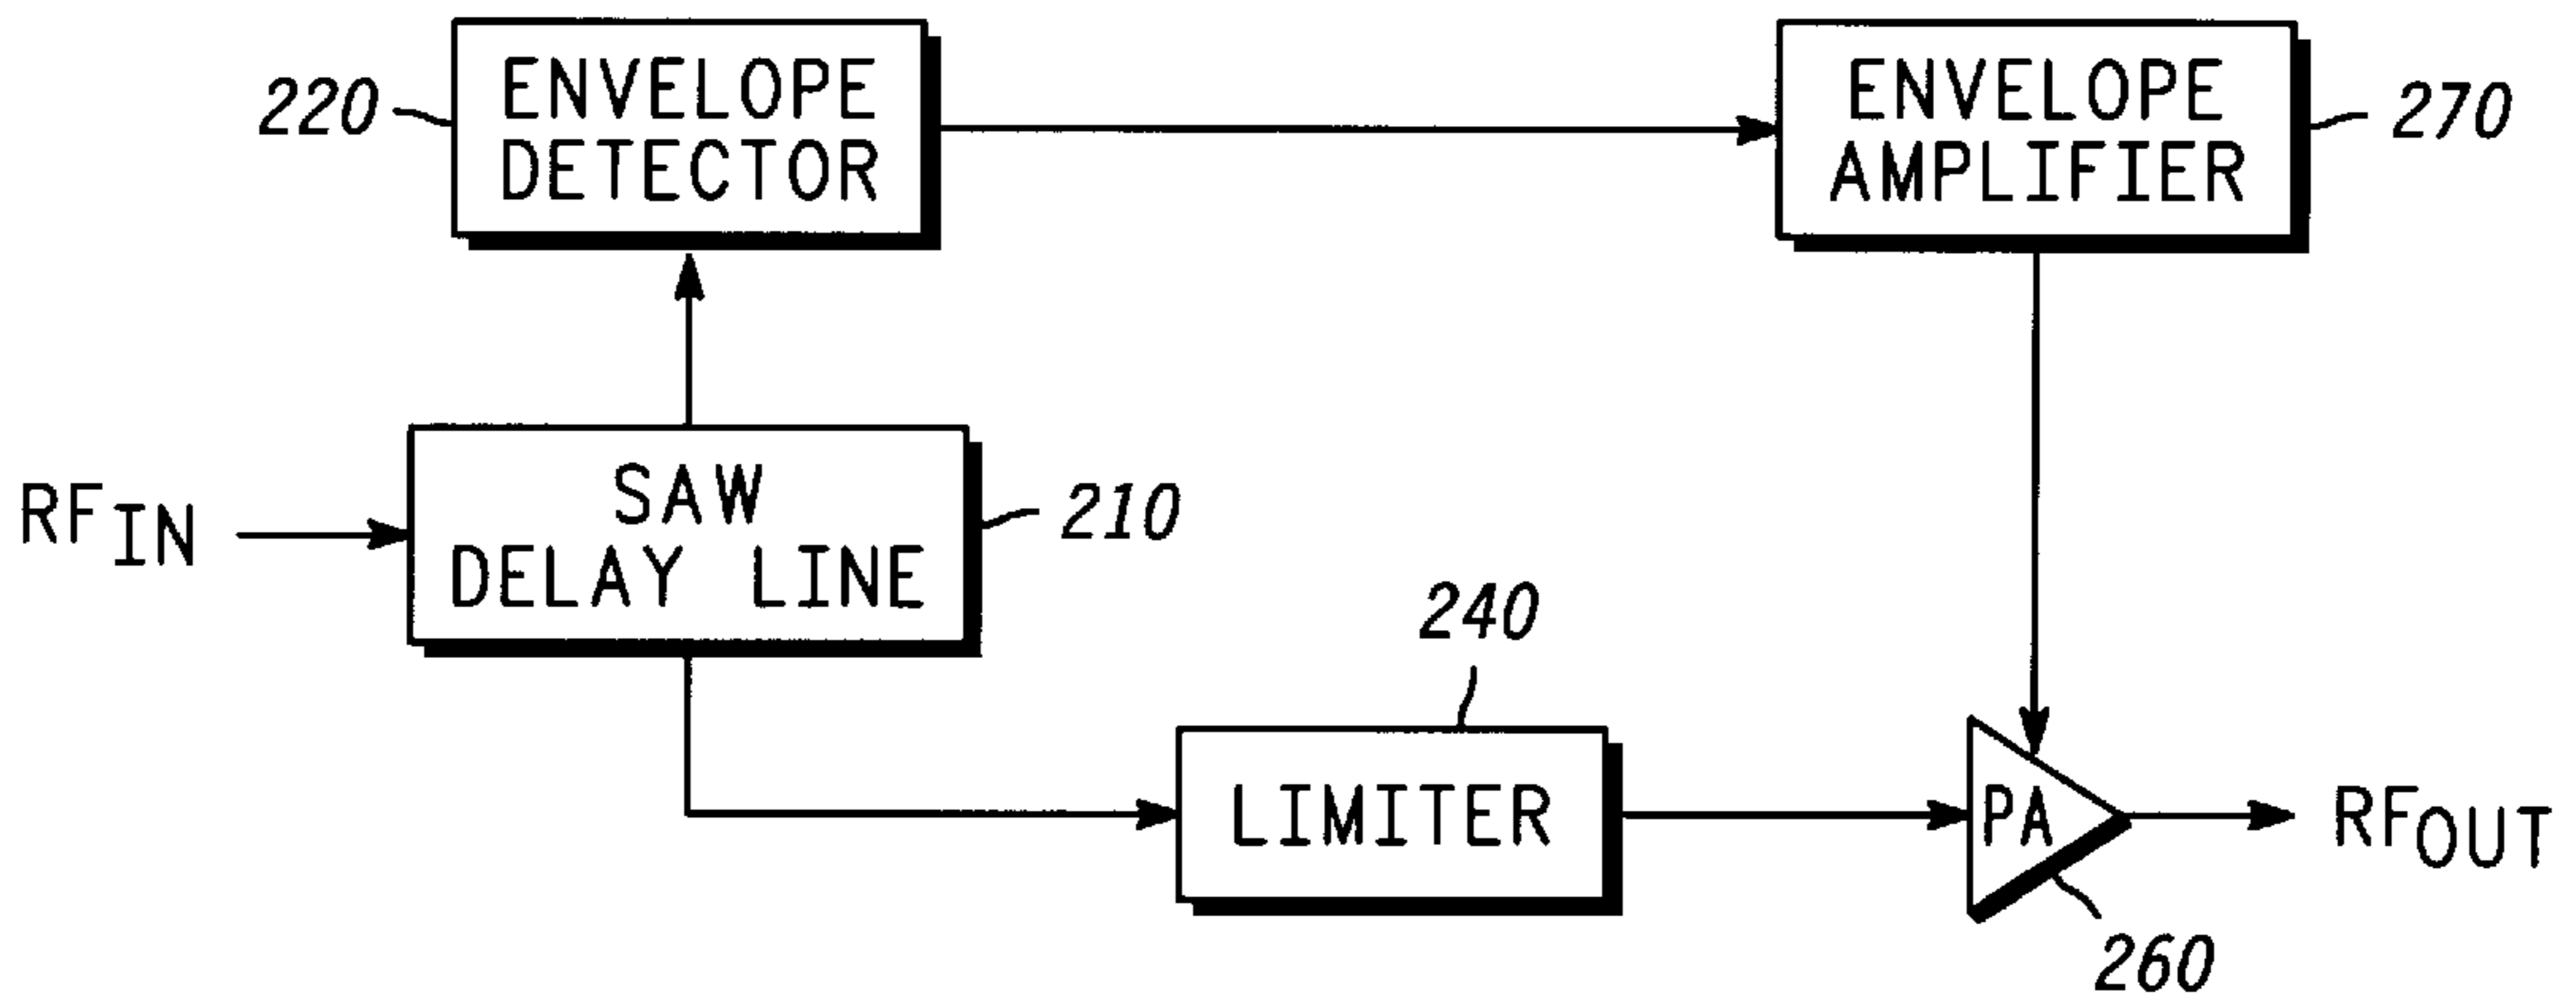 ENVELOPE
DETECTOR
220
ENVELOPE
AMPLIFIER
270
RFIN
SAW
DELAY LINE
210
240
LIMITER
PA
RFOUT
260